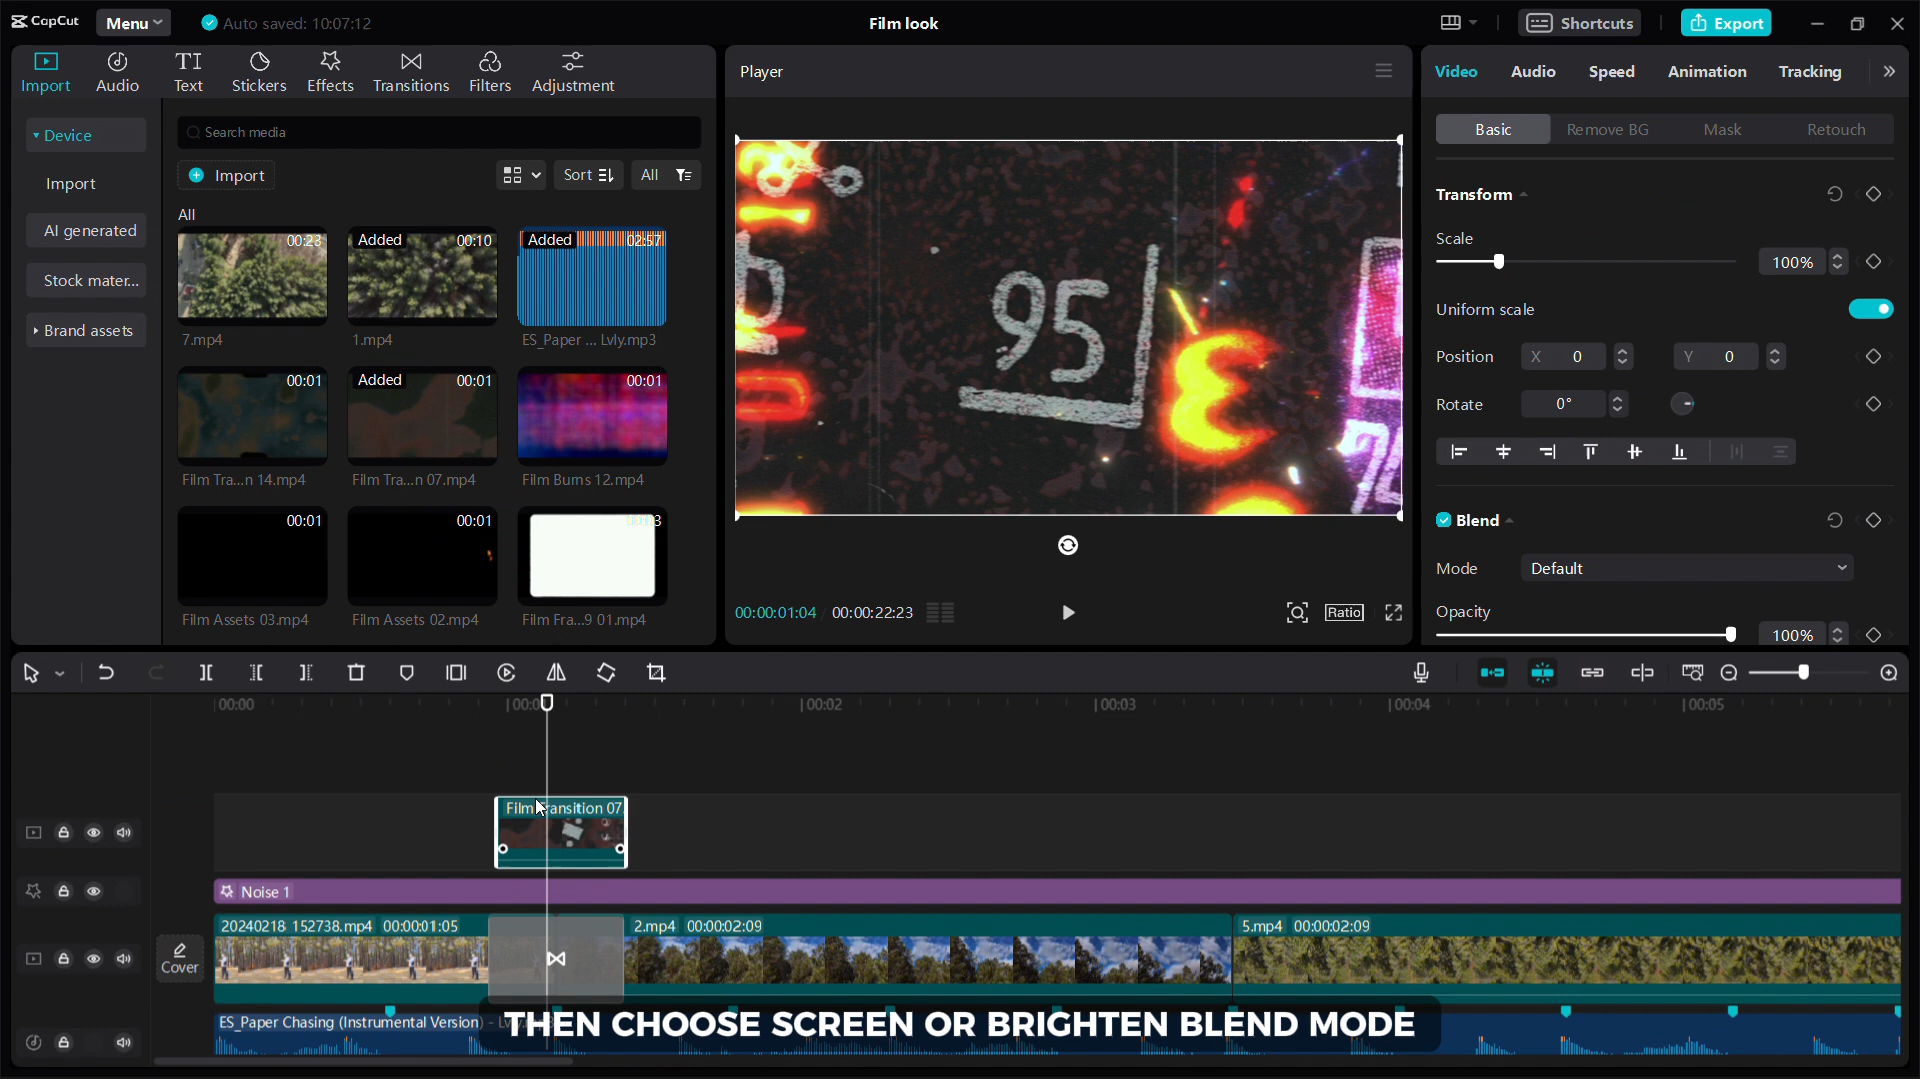 CapCut
Menu
Auto saved: 10:07:12
Film look
Shortcuts
Export
Import
Audio
TI
Text
Stickers
Effects
Transitions
Filters
Adjustment
Player
Video
Audio
Speed
Animation
Tracking
Device
Import
AI generated
Stock mater...
Brand assets
Search media
Import
Sort
All
All
00:23
Added
00:10
Added
02:57
7.mp4
1.mp4
ES_Paper ... Lvly.mp3
00:01
Added
00:01
00:01
Film Tra...n 14.mp4
Film Tra...n 07.mp4
Film Burns 12.mp4
00:01
00:01
Film Assets 03.mp4
Film Assets 02.mp4
Film Fra...9 01.mp4
95
00:00:01:04
00:00:22:23
Ratio
Basic
Remove BG
Mask
Retouch
Transform
Scale
100%
Uniform scale
Position
X 0
Y 0
Rotate
0°
Blend
Mode
Default
Opacity
100%
00:00
00:02
00:03
00:04
00:05
Film Transition 07
Noise 1
Cover
20240218 152738.mp4 00:00:01:05
2.mp4 00:00:02:09
5.mp4 00:00:02:09
ES_Paper Chasing (Instrumental Version) -
THEN CHOOSE SCREEN OR BRIGHTEN BLEND MODE